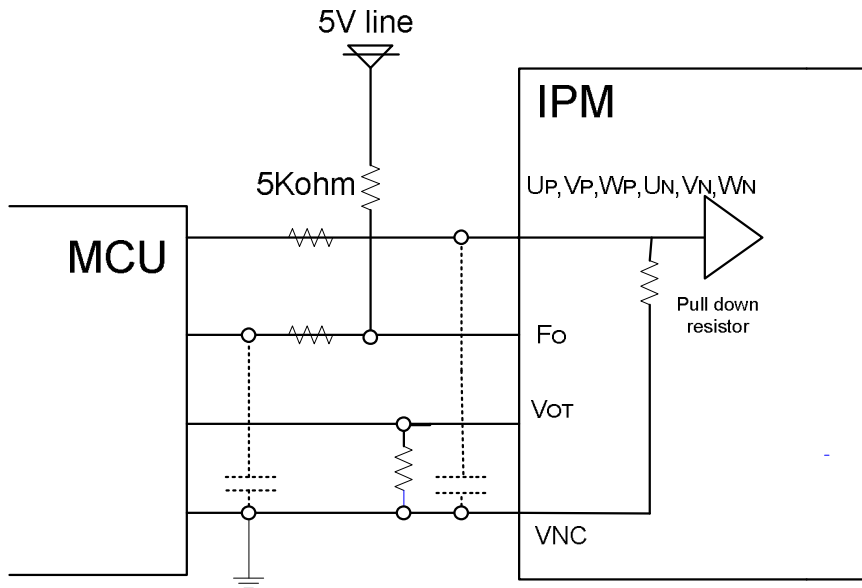 5V line
IPM
5Kohm
UP,VP,WP,UN,VN,WN
MCU
Pull down
resistor
FO
VOT
VNC